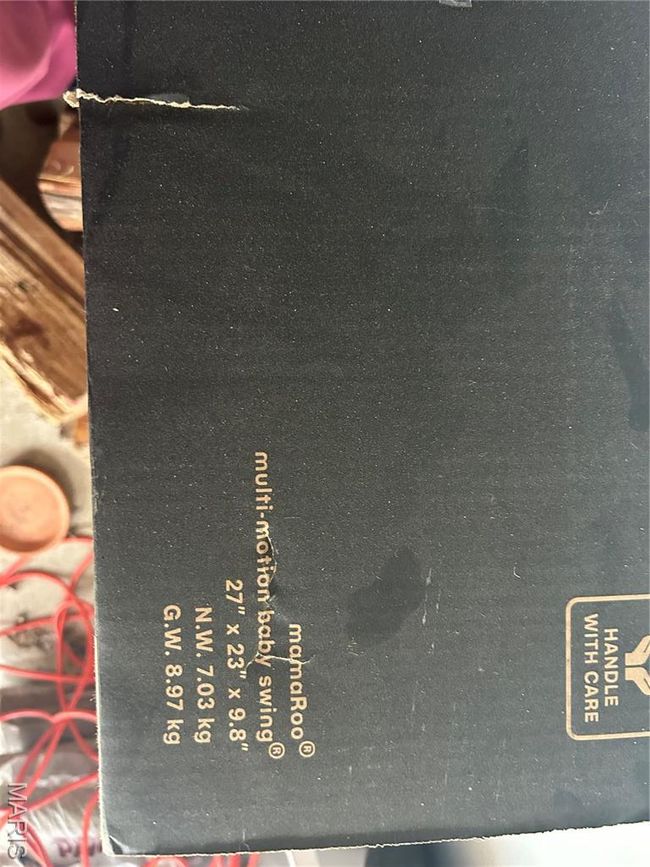 mamaRoo®
multi-motion baby swing®
27" x 23" x 9.8"
N.W. 7.03 kg
G.W. 8.97 kg
HANDLE
WITH CARE
MARIS